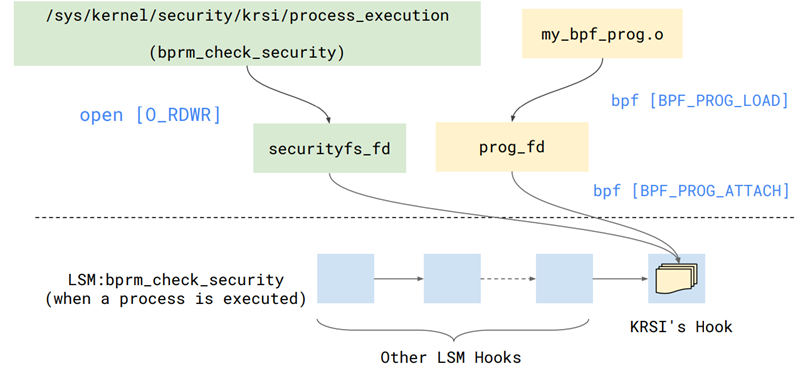 /sys/kernel/security/krsi/process_execution
(bprm_check_security)
my_bpf_prog.o
open [O_RDWR]
bpf [BPF_PROG_LOAD]
securityfs_fd
prog_fd
bpf [BPF_PROG_ATTACH]
LSM:bprm_check_security
(when a process is executed)
KRSI's Hook
Other LSM Hooks